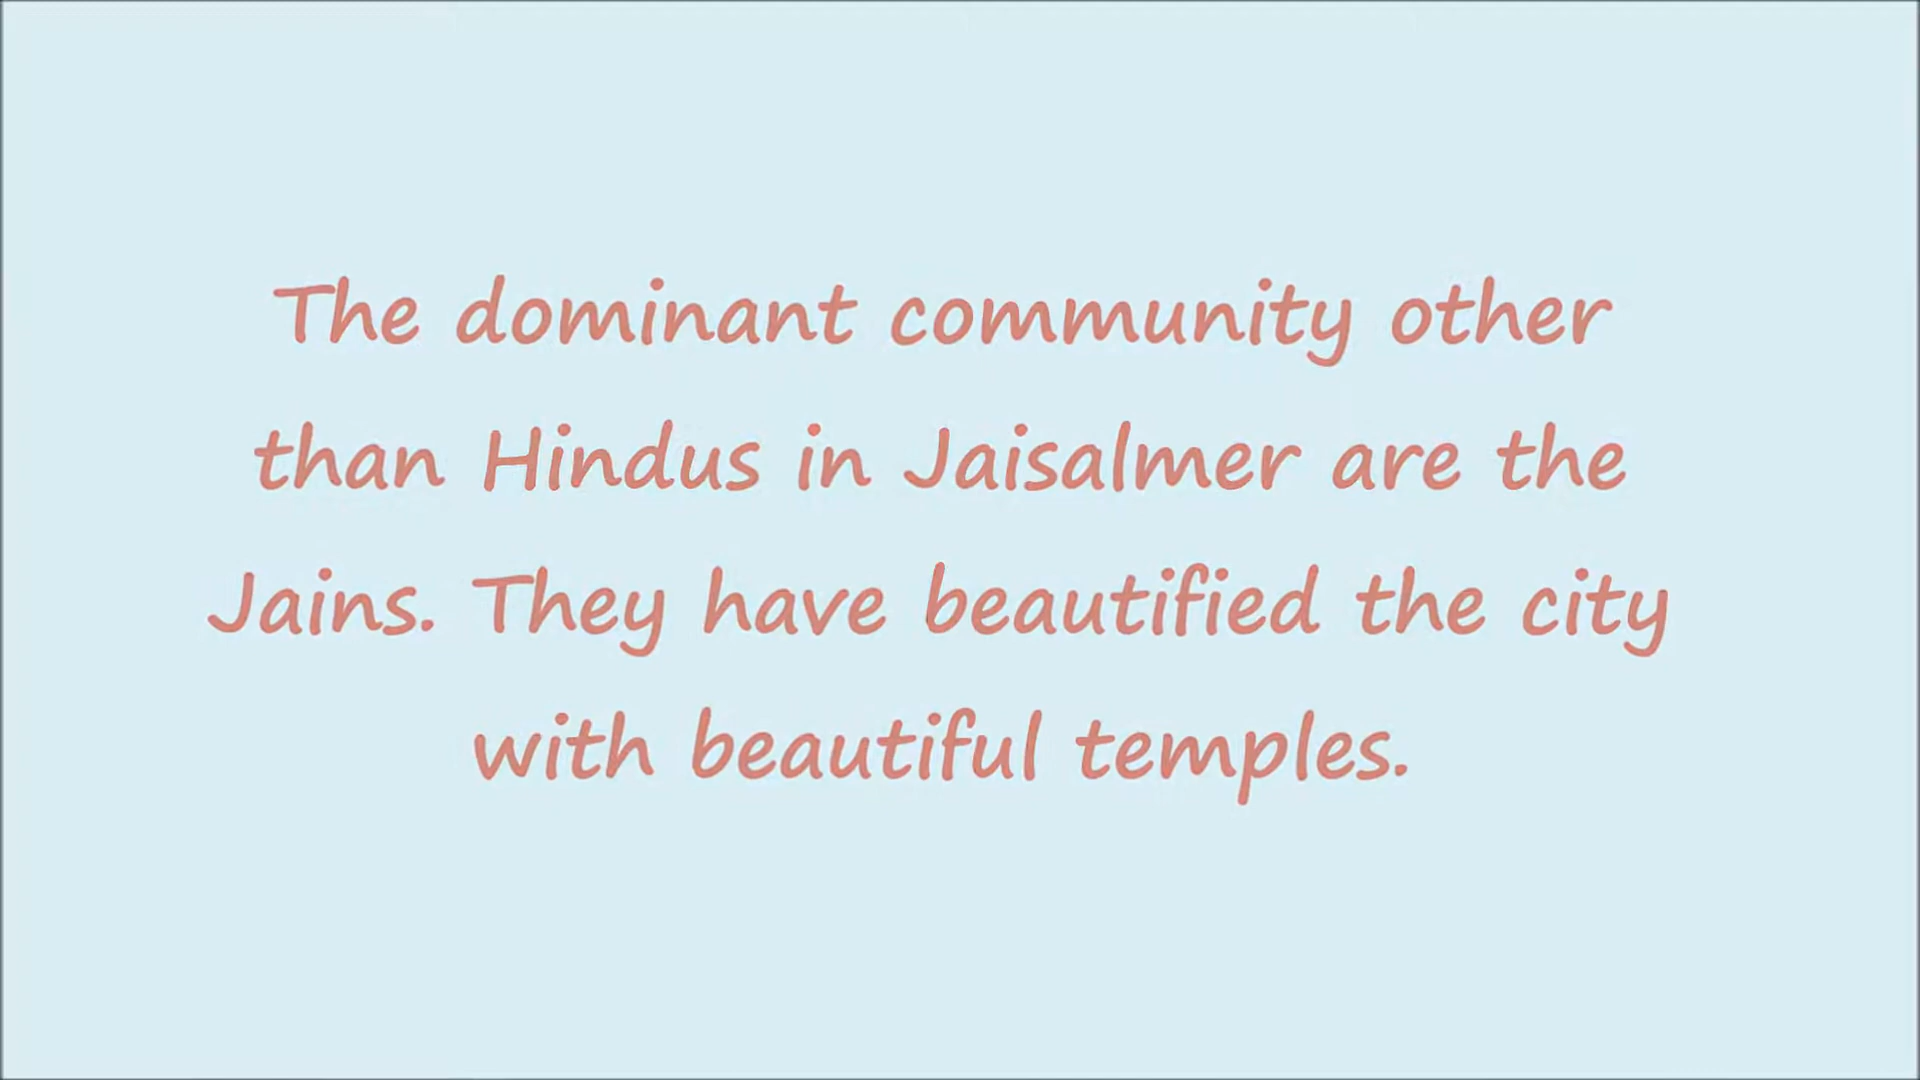 The dominant community other
than Hindus in Jaisalmer are the
Jains. They have beautified the city
with beautiful temples.